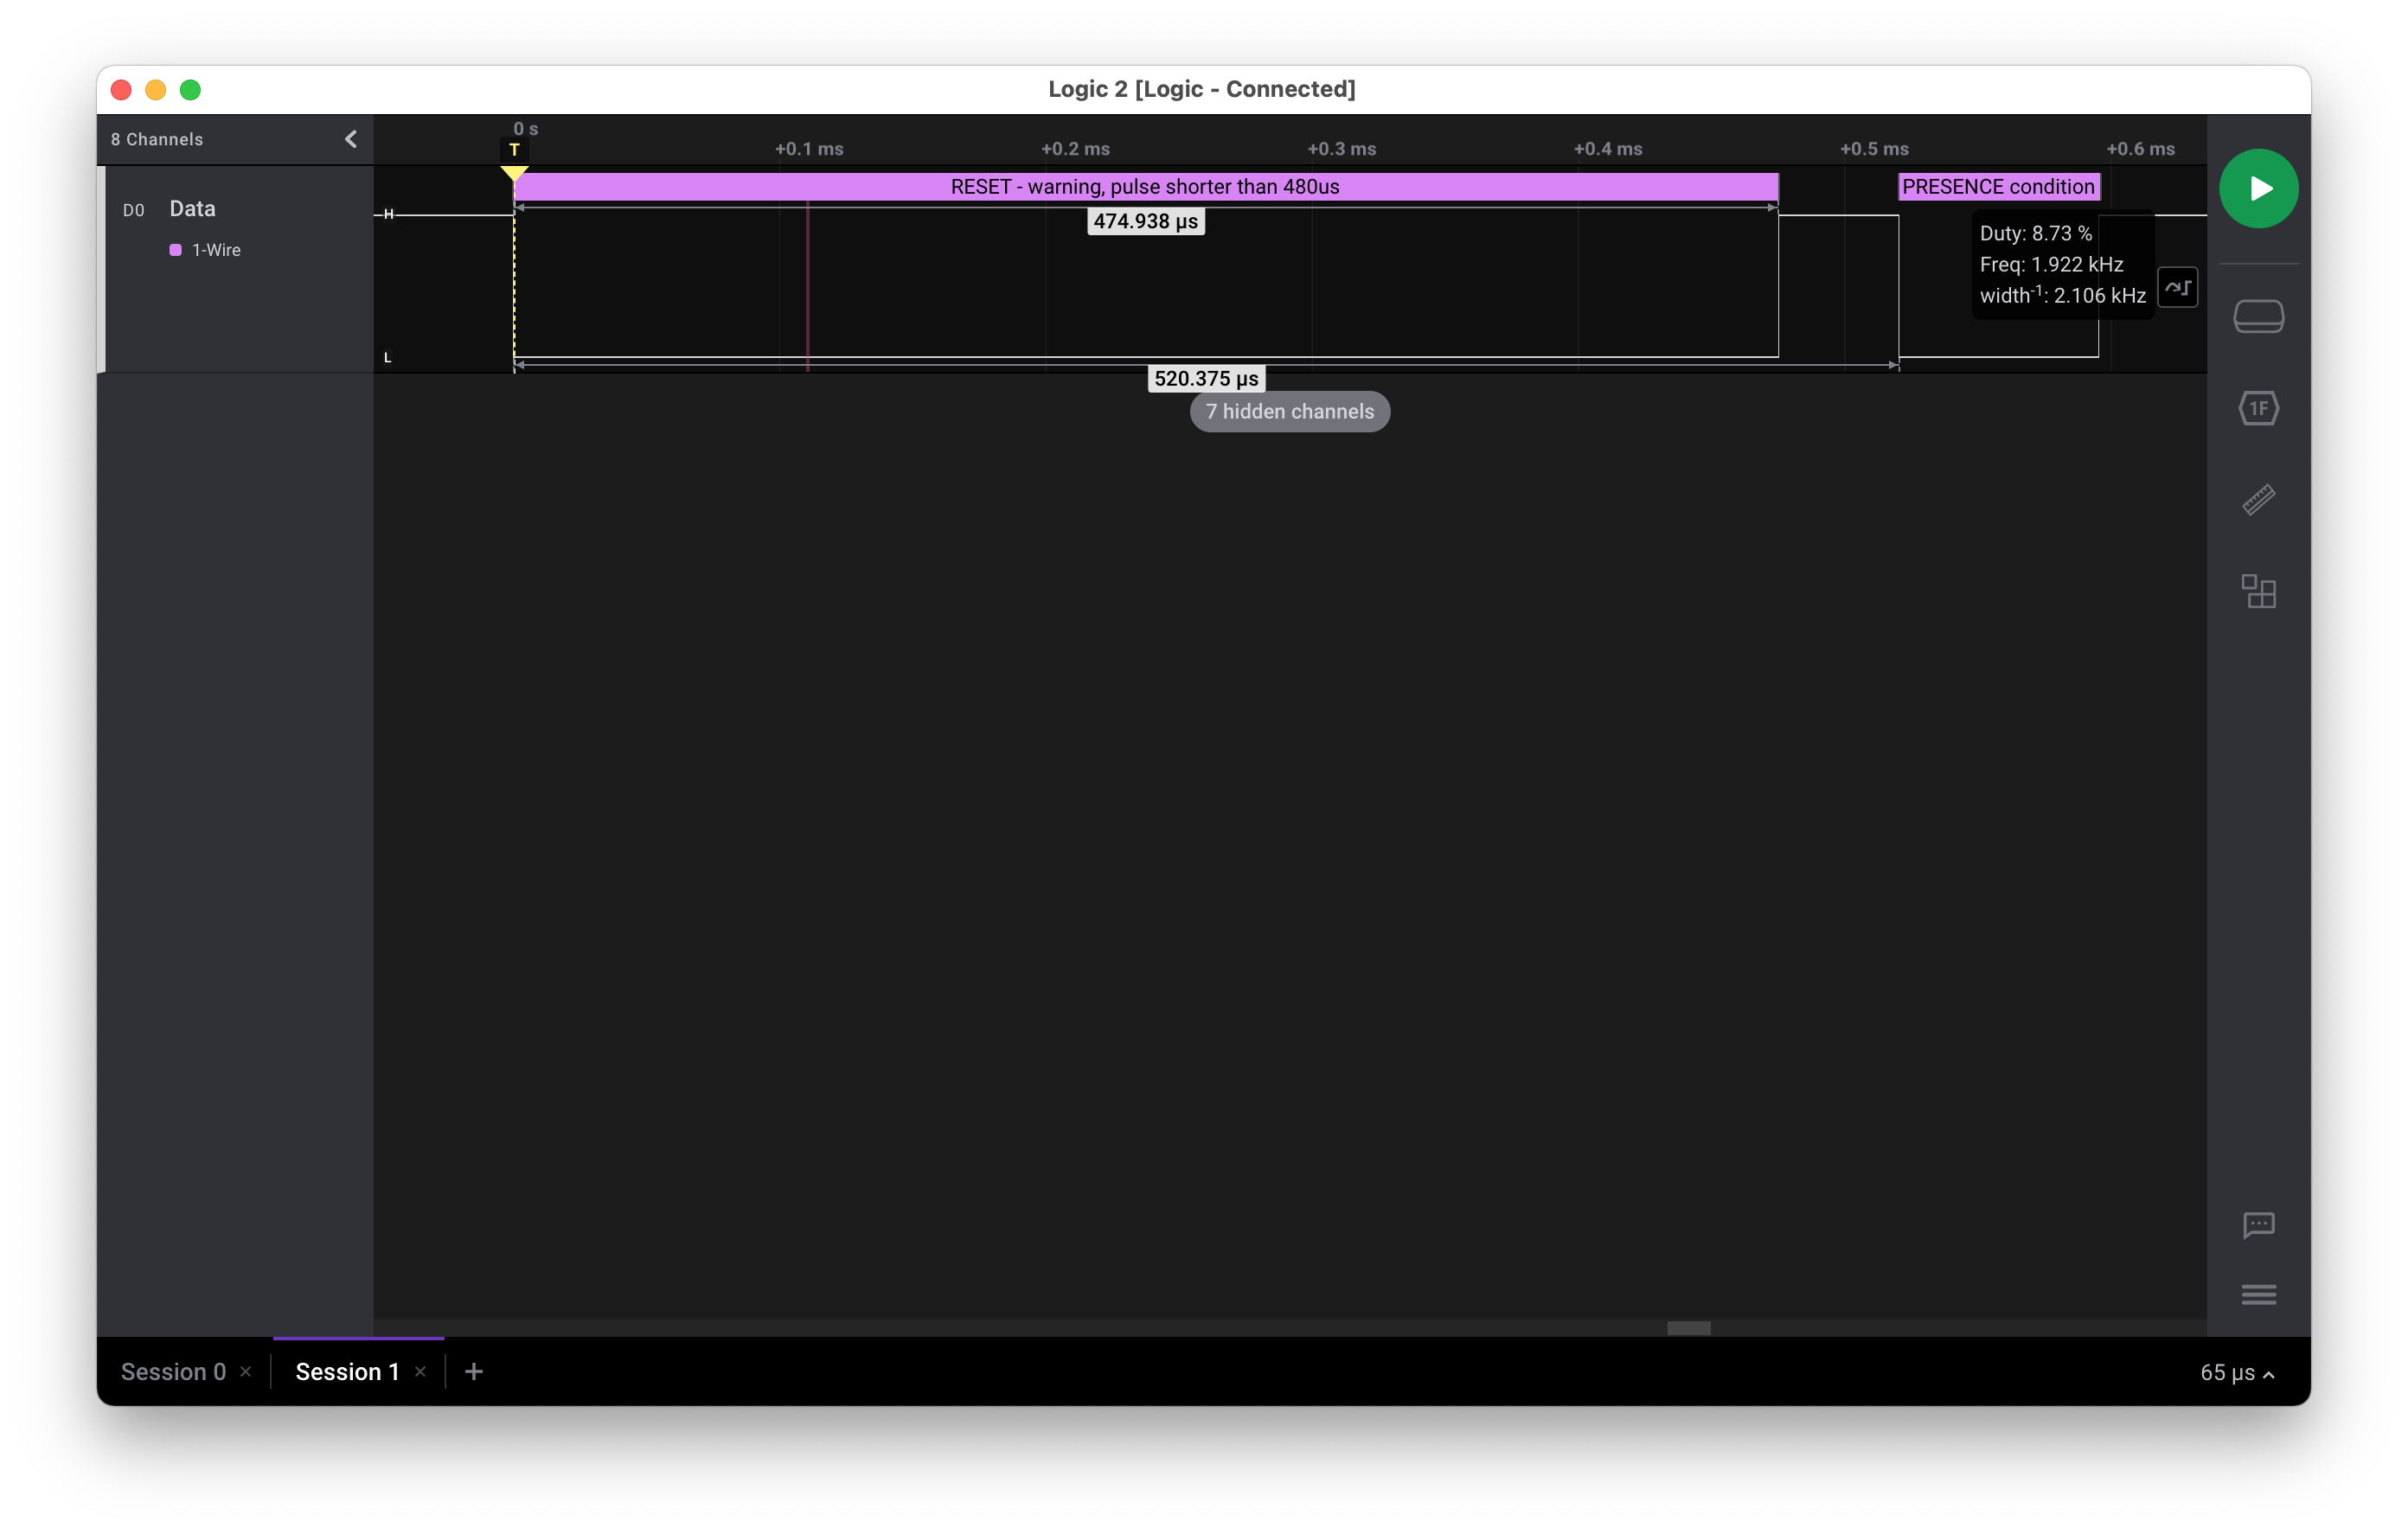 Logic 2 [Logic - Connected]
8 Channels
0 s
T
+0.1 ms
+0.2 ms
+0.3 ms
+0.4 ms
+0.5 ms
+0.6 ms
D0 Data
1-Wire
H
L
RESET - warning, pulse shorter than 480us
PRESENCE condition
474.938 μs
Duty: 8.73 %
Freq: 1.922 kHz
width-1: 2.106 kHz
520.375 μs
7 hidden channels
1F
Session 0
Session 1
65 μs